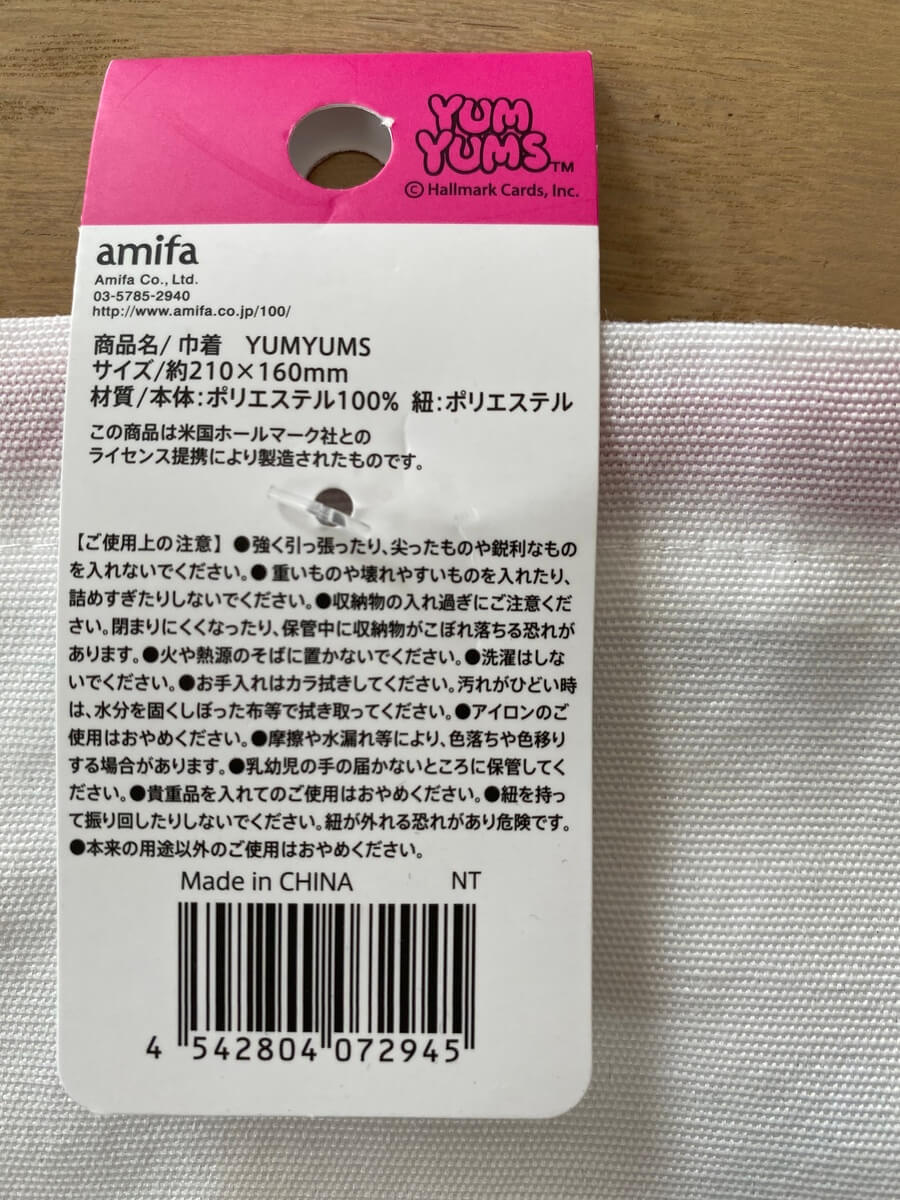 YUM
YUMS™
© Hallmark Cards, Inc.
amifa
Amifa Co., Ltd.
03-5785-2940
http://www.amifa.co.jp/100/
商品名/ 巾着　YUMYUMS
サイズ/約210×160mm
材質/本体:ポリエステル100% 紐:ポリエステル
この商品は米国ホールマーク社との
ライセンス提携により製造されたものです。
【ご使用上の注意】 ●強く引っ張ったり、尖ったものや鋭利なもの
を入れないでください。● 重いものや壊れやすいものを入れたり、
詰めすぎたりしないでください。●収納物の入れ過ぎにご注意くだ
さい。閉まりにくくなったり、保管中に収納物がこぼれ落ちる恐れが
あります。●火や熱源のそばに置かないでください。●洗濯はしな
いでください。●お手入れはカラ拭きしてください。汚れがひどい時
は、水分を固くしぼった布等で拭き取ってください。●アイロンのご
使用はおやめください。●摩擦や水漏れ等により、色落ちや色移り
する場合があります。●乳幼児の手の届かないところに保管してく
ださい。●貴重品を入れてのご使用はおやめください。●紐を持っ
て振り回したりしないでください。紐が外れる恐れがあり危険です。
●本来の用途以外のご使用はおやめください。
Made in CHINA NT
4 542804 072945